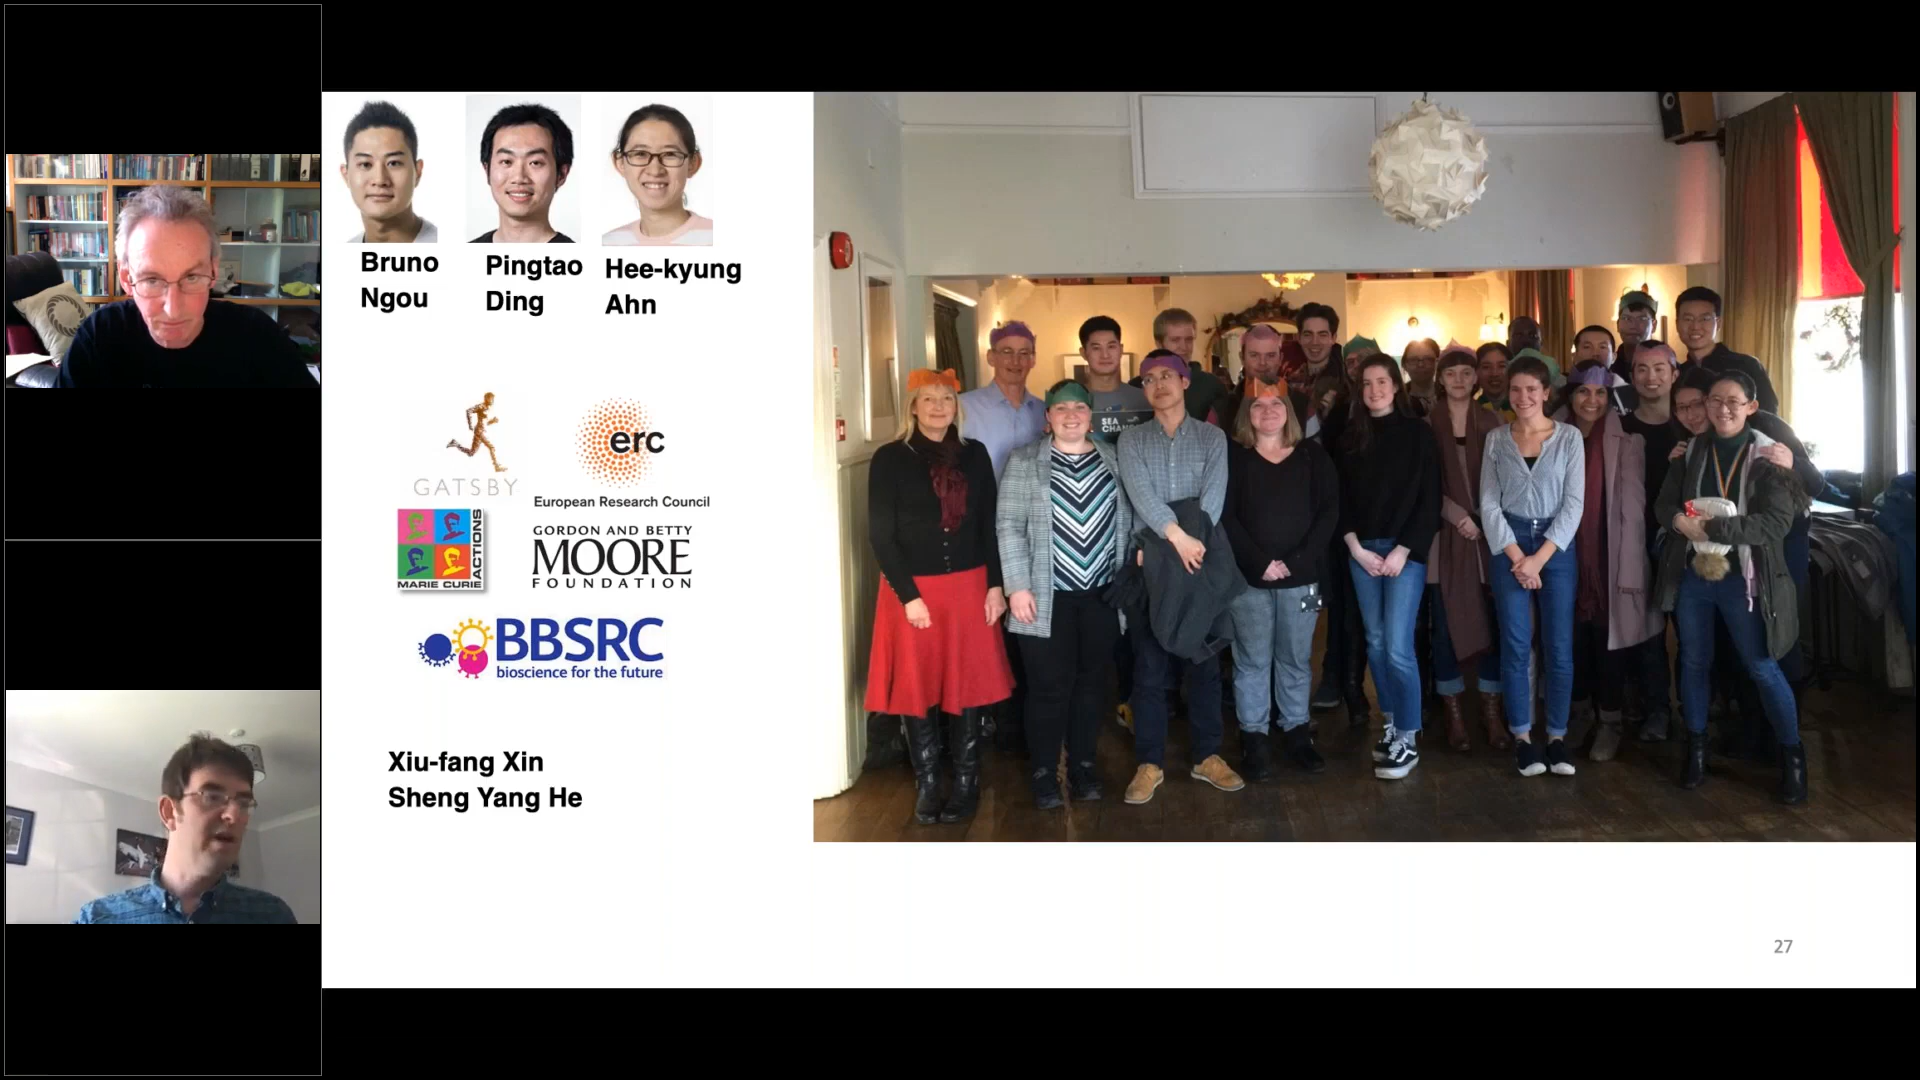 Bruno
Ngou
Pingtao
Ding
Hee-kyung
Ahn
GATSBY
erc
European Research Council
MARIE CURIE
ACTIONS
GORDON AND BETTY
MOORE
FOUNDATION
BBSRC
bioscience for the future
Xiu-fang Xin
Sheng Yang He
SEA
27